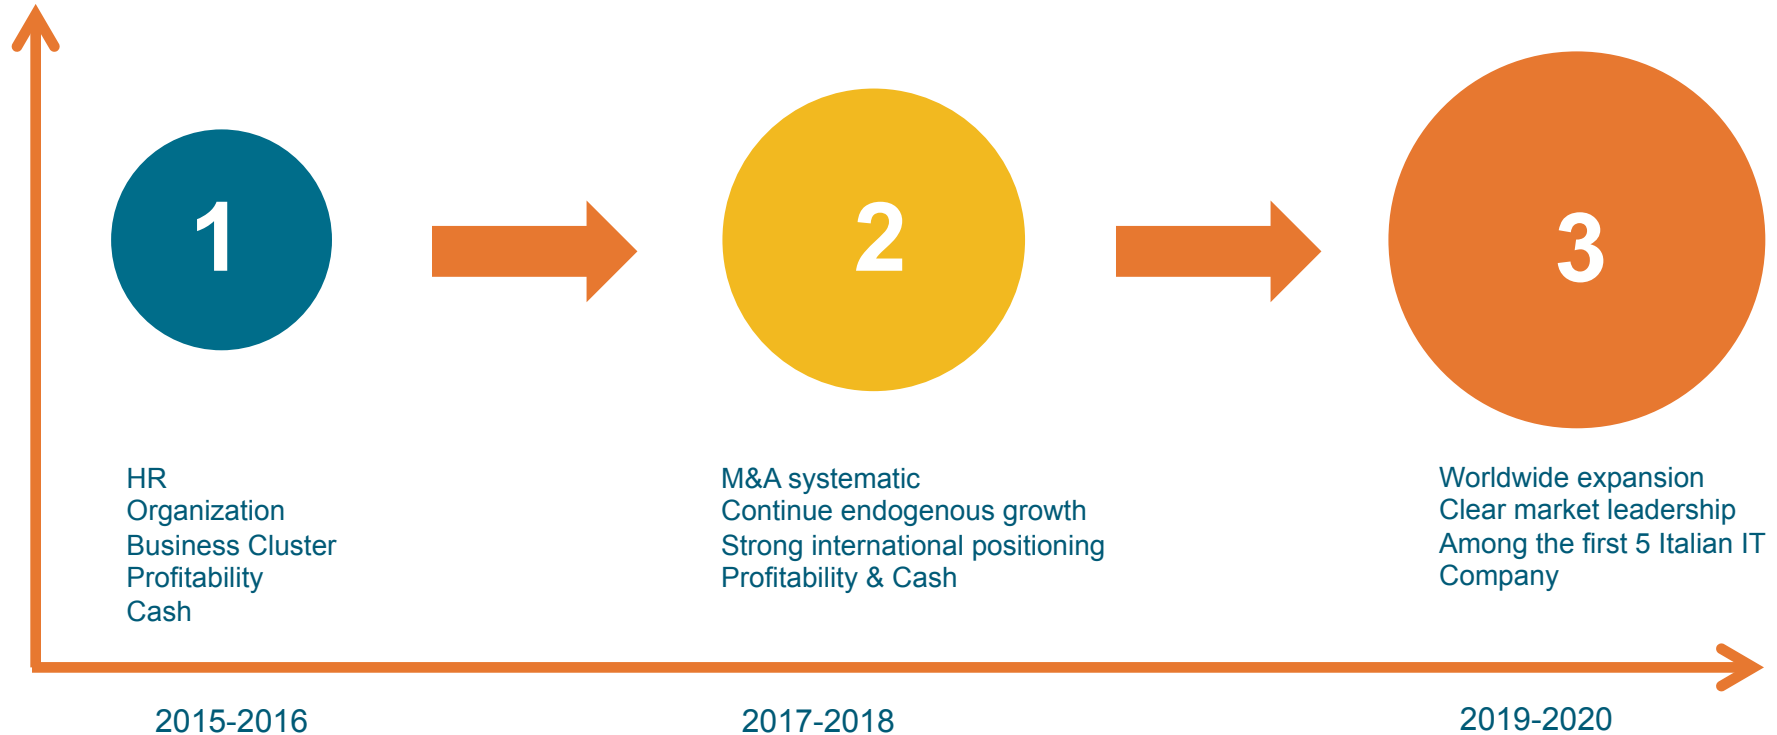 1
2
3
HR
Organization
Business Cluster
Profitability
Cash
M&A systematic
Continue endogenous growth
Strong international positioning
Profitability & Cash
Worldwide expansion
Clear market leadership
Among the first 5 Italian IT
Company
2015-2016
2017-2018
2019-2020